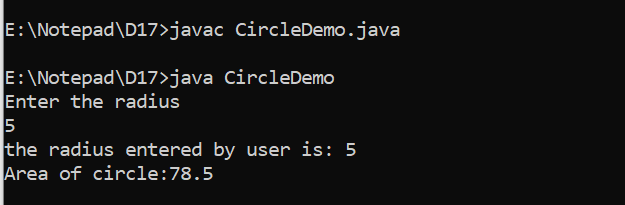 E:\Notepad\D17>javac CircleDemo.java
E:\Notepad\D17>java CircleDemo
Enter the radius
5
the radius entered by user is: 5
Area of circle:78.5